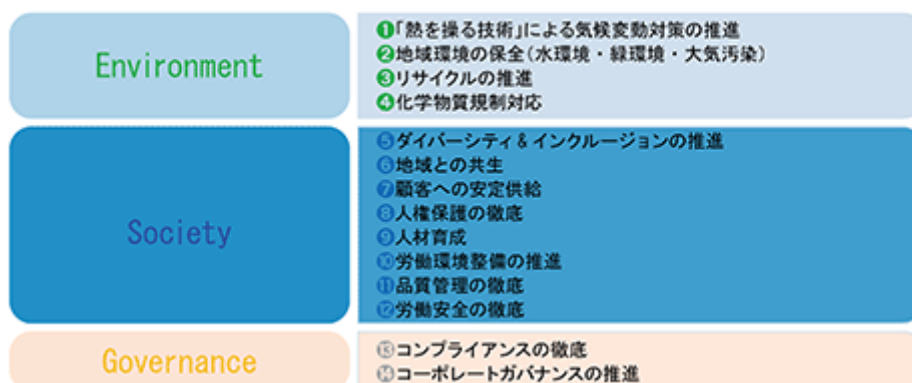 Environment
❶「熱を操る技術」による気候変動対策の推進
❷地域環境の保全(水環境・緑環境・大気汚染)
❸リサイクルの推進
❹化学物質規制対応
Society
❺ダイバーシティ&インクルージョンの推進
❻地域との共生
❼顧客への安定供給
❽人権保護の徹底
❾人材育成
❿労働環境整備の推進
⓫品質管理の徹底
⓬労働安全の徹底
Governance
⓭コンプライアンスの徹底
⓮コーポレートガバナンスの推進